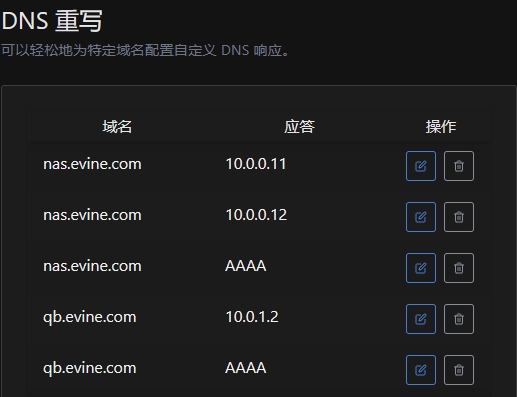 DNS 重写
可以轻松地为特定域名配置自定义 DNS 响应。
域名 应答 操作
nas.evine.com 10.0.0.11
nas.evine.com 10.0.0.12
nas.evine.com AAAA
qb.evine.com 10.0.1.2
qb.evine.com AAAA